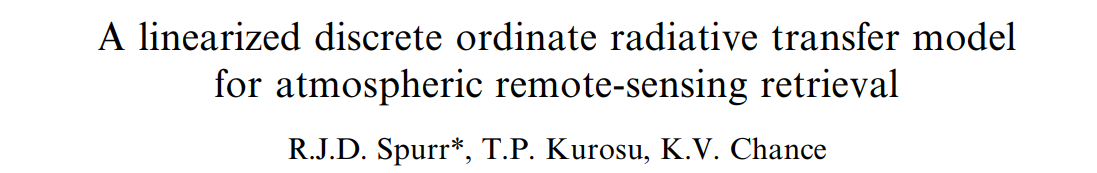 A linearized discrete ordinate radiative transfer model
for atmospheric remote-sensing retrieval
R.J.D. Spurr*, T.P. Kurosu, K.V. Chance